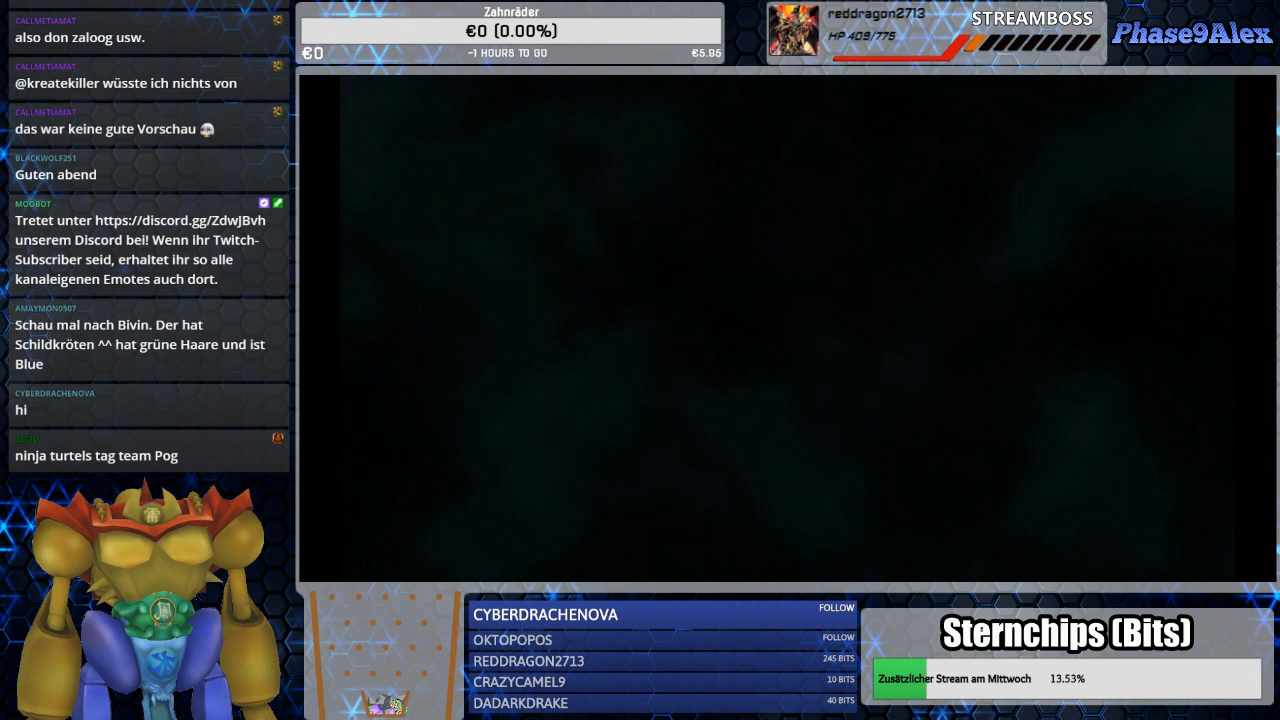 CALLMETIAMAT
also don zaloog usw.
CALLMETIAMAT
@kreatekiller wüsste ich nichts von
CALLMETIAMAT
das war keine gute Vorschau
BLACKWOLF251
Guten abend
MOOBOT
Tretet unter https://discord.gg/ZdwJBvh
unserem Discord bei! Wenn ihr Twitch-
Subscriber seid, erhaltet ihr so alle
kanaleigenen Emotes auch dort.
AMAYMON0507
Schau mal nach Bivin. Der hat
Schildkröten ^^ hat grüne Haare und ist
Blue
CYBERDRACHENOVA
hi
ninja turtels tag team Pog
Zahnräder
€0 (0.00%)
€0
-1 HOURS TO GO
€5.95
reddragon2713
HP 409/775
STREAMBOSS
Phase9Alex
CYBERDRACHENOVA FOLLOW
OKTOPOPOS FOLLOW
REDDRAGON2713 245 BITS
CRAZYCAMEL9 10 BITS
DADARKDRAKE 40 BITS
Sternchips (Bits)
Zusätzlicher Stream am Mittwoch 13.53%